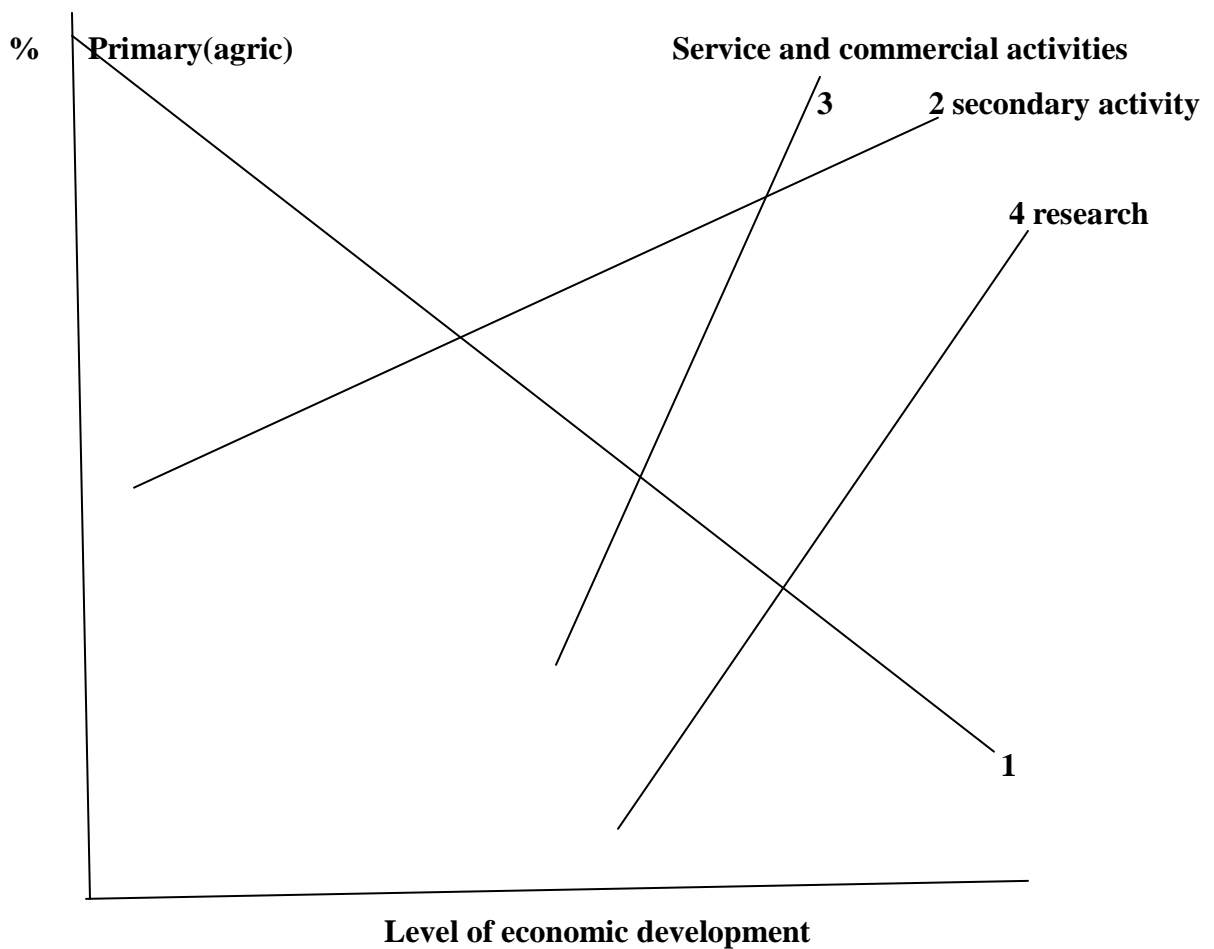 % Primary(agric) Service and commercial activities
3 2 secondary activity
4 research
1
Level of economic development